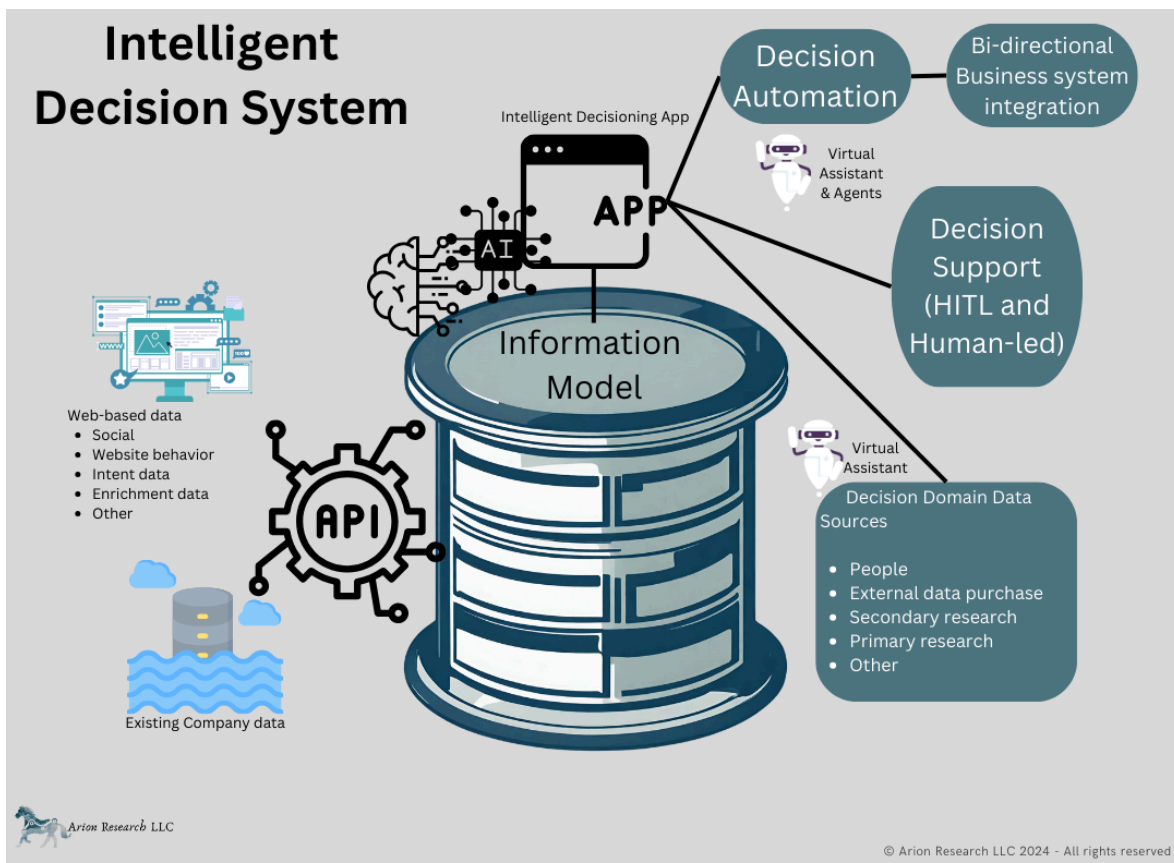 Intelligent
Decision System
Intelligent Decisioning App
APP
AI
Decision
Automation
Bi-directional
Business system
integration
Virtual
Assistant
& Agents
Decision
Support
(HITL and
Human-led)
Information
Model
WWW
Web-based data
• Social
• Website behavior
• Intent data
• Enrichment data
• Other
API
Existing Company data
Virtual
Assistant
Decision Domain Data
Sources
• People
• External data purchase
• Secondary research
• Primary research
• Other
Arion Research LLC
© Arion Research LLC 2024 - All rights reserved